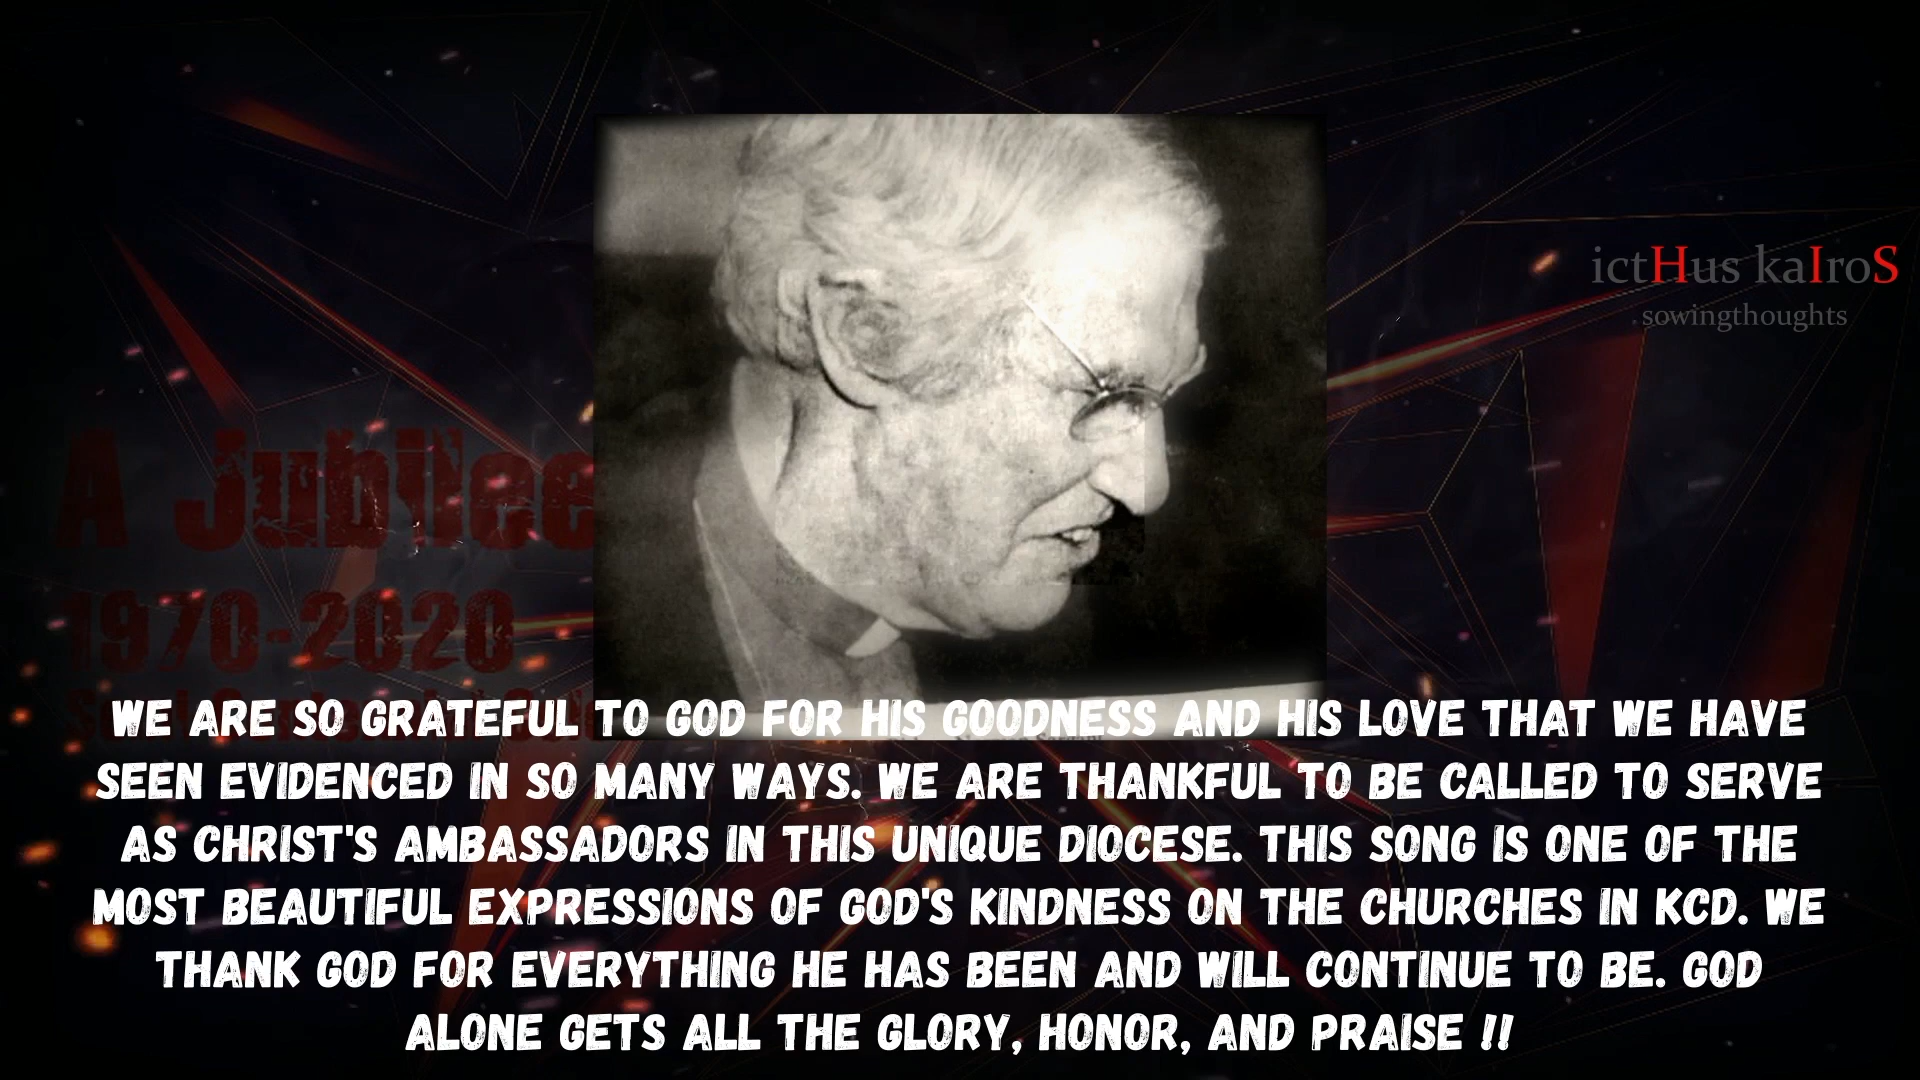 ictHus kaIroS
sowingthoughts
A Jubilee
1970-2020
WE ARE SO GRATEFUL TO GOD FOR HIS GOODNESS AND HIS LOVE THAT WE HAVE
SEEN EVIDENCED IN SO MANY WAYS. WE ARE THANKFUL TO BE CALLED TO SERVE
AS CHRIST'S AMBASSADORS IN THIS UNIQUE DIOCESE. THIS SONG IS ONE OF THE
MOST BEAUTIFUL EXPRESSIONS OF GOD'S KINDNESS ON THE CHURCHES IN KCD. WE
THANK GOD FOR EVERYTHING HE HAS BEEN AND WILL CONTINUE TO BE. GOD
ALONE GETS ALL THE GLORY, HONOR, AND PRAISE !!